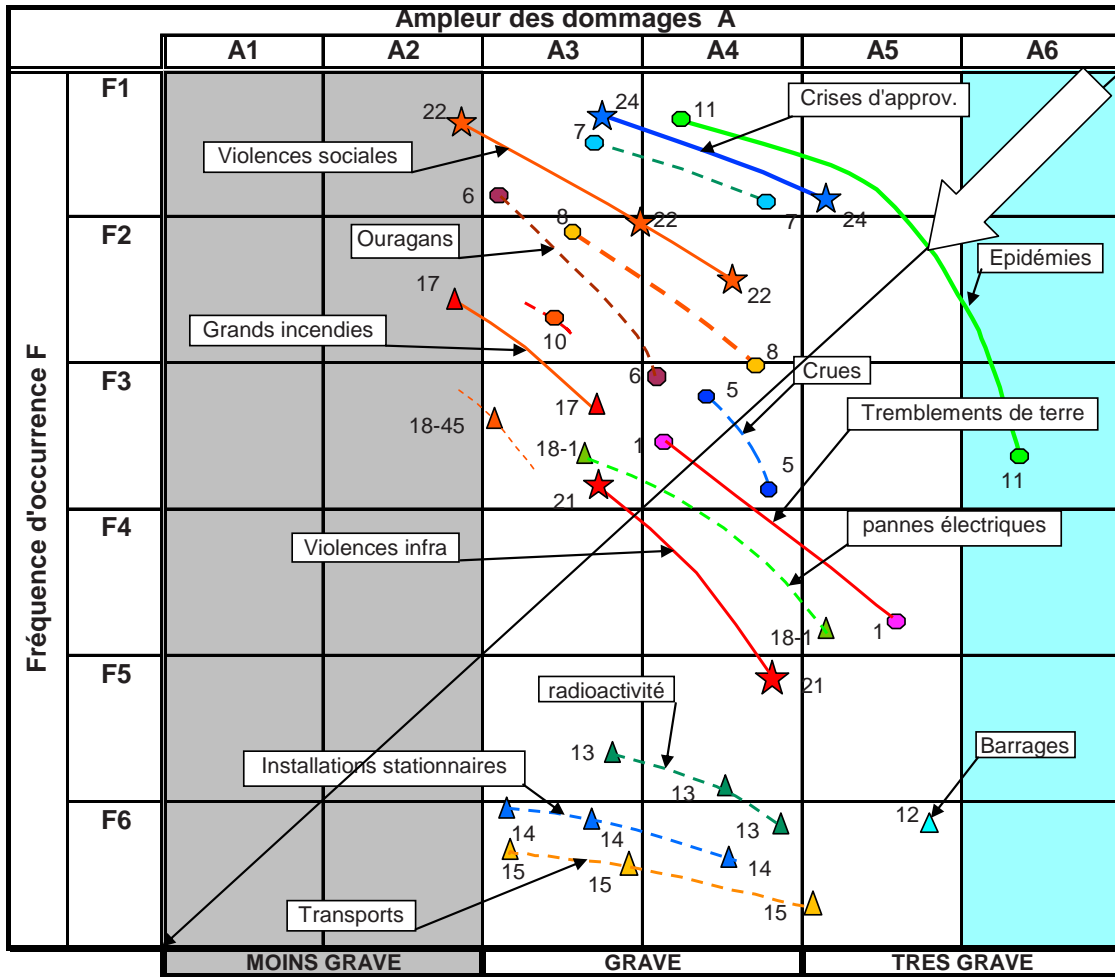 Ampleur des dommages A
A1 A2 A3 A4 A5 A6
Fréquence d'occurrence F
F1
22 24 11 Crises d'approv.
7
Violences sociales
6 7 24
F2
8 22
Ouragans Epidémies
17 22
Grands incendies 10
8
F3
6 5 Crues
17 Tremblements de terre
18-45 18-1 1
5 11
21
F4
Violences infra pannes électriques
18-1 1
F5
radioactivité 21
13 Barrages
Installations stationnaires
13
F6
14 14 13 12
15 15 14
Transports 15
MOINS GRAVE GRAVE TRES GRAVE